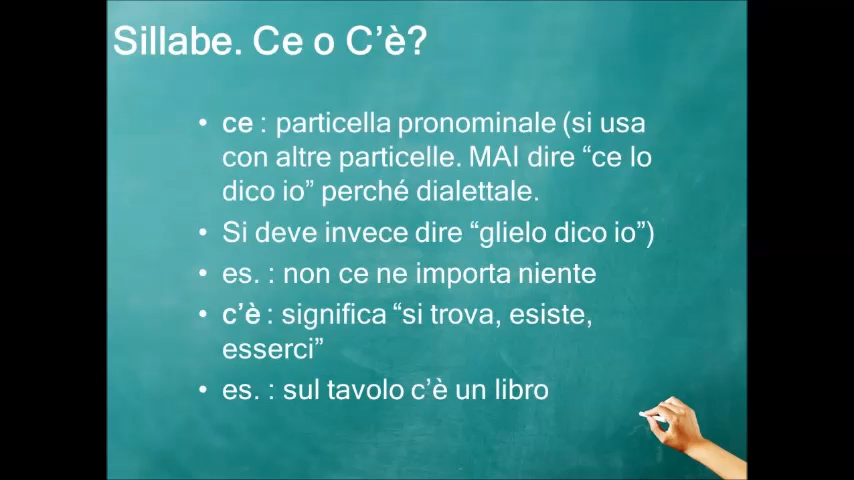 Sillabe. Ce o C’è?
• ce : particella pronominale (si usa
con altre particelle. MAI dire “ce lo
dico io” perché dialettale.
• Si deve invece dire “glielo dico io”)
• es. : non ce ne importa niente
• c’è : significa “si trova, esiste,
esserci”
• es. : sul tavolo c’è un libro